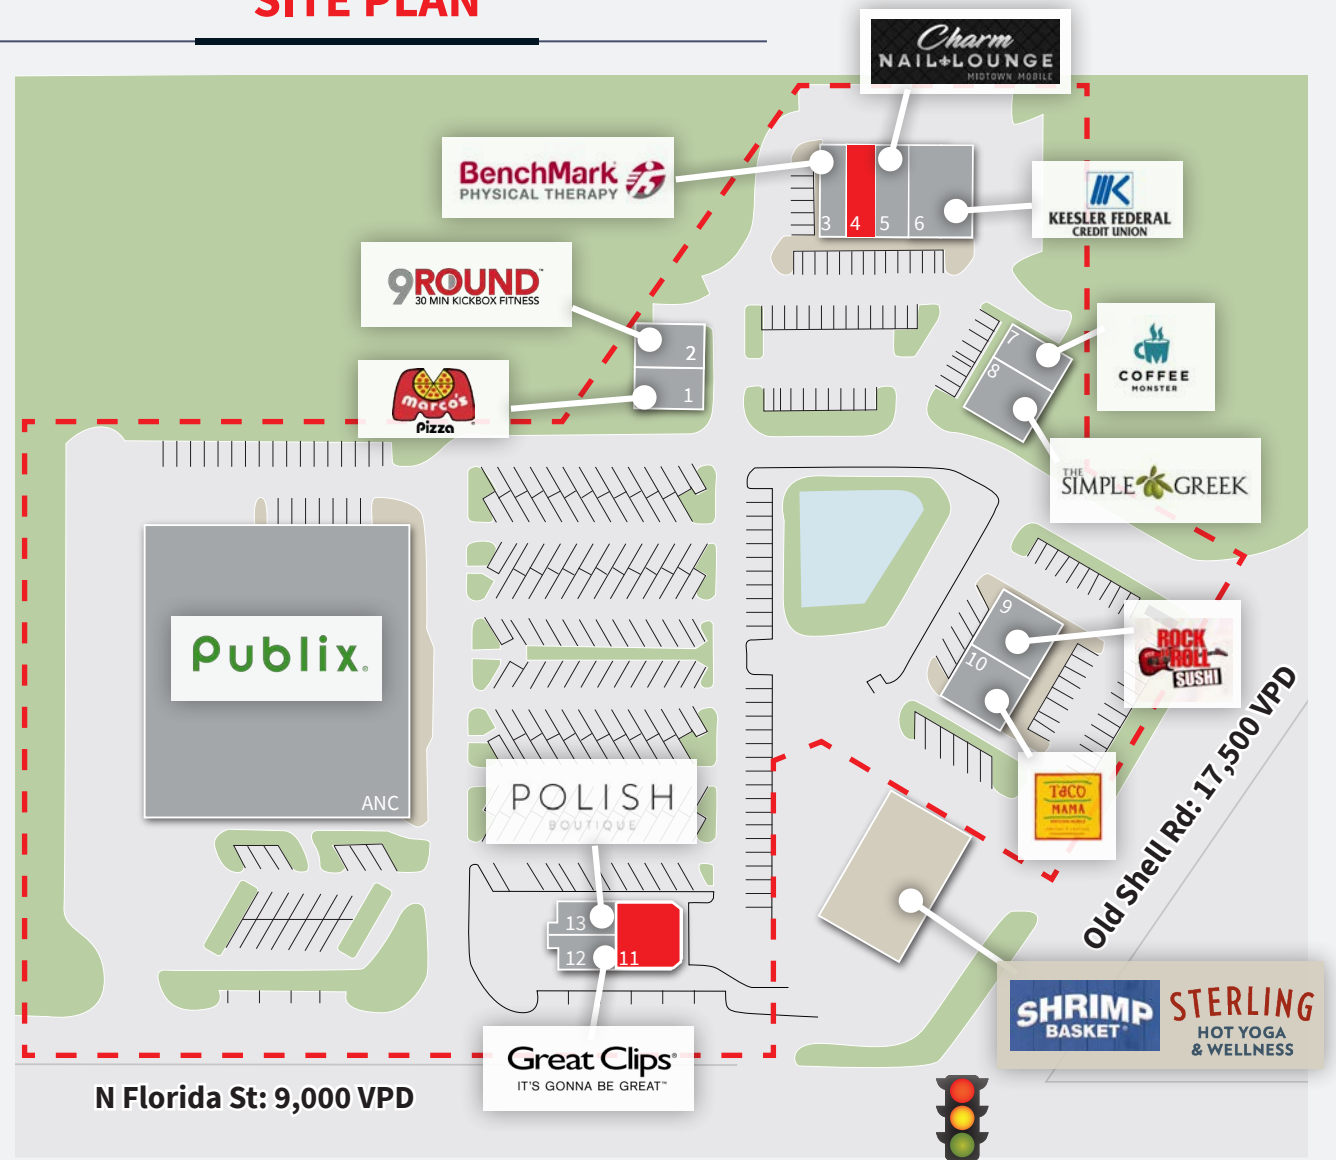 SITE PLAN
Charm
NAIL LOUNGE
MIDTOWN MOBILE
BenchMark
PHYSICAL THERAPY
3 4 5 6
KEESLER FEDERAL
CREDIT UNION
9ROUND™
30 MIN KICKBOX FITNESS
2
1
7
8
COFFEE
MONSTER
marco's
Pizza
THE
SIMPLE GREEK
9
10
ROCK
N
ROLL
SUSHI
Publix®
ANC
POLISH
BOUTIQUE
TACO
MAMA
Old Shell Rd: 17,500 VPD
13
12 11
SHRIMP
BASKET®
STERLING
HOT YOGA
& WELLNESS
Great Clips®
IT'S GONNA BE GREAT™
N Florida St: 9,000 VPD